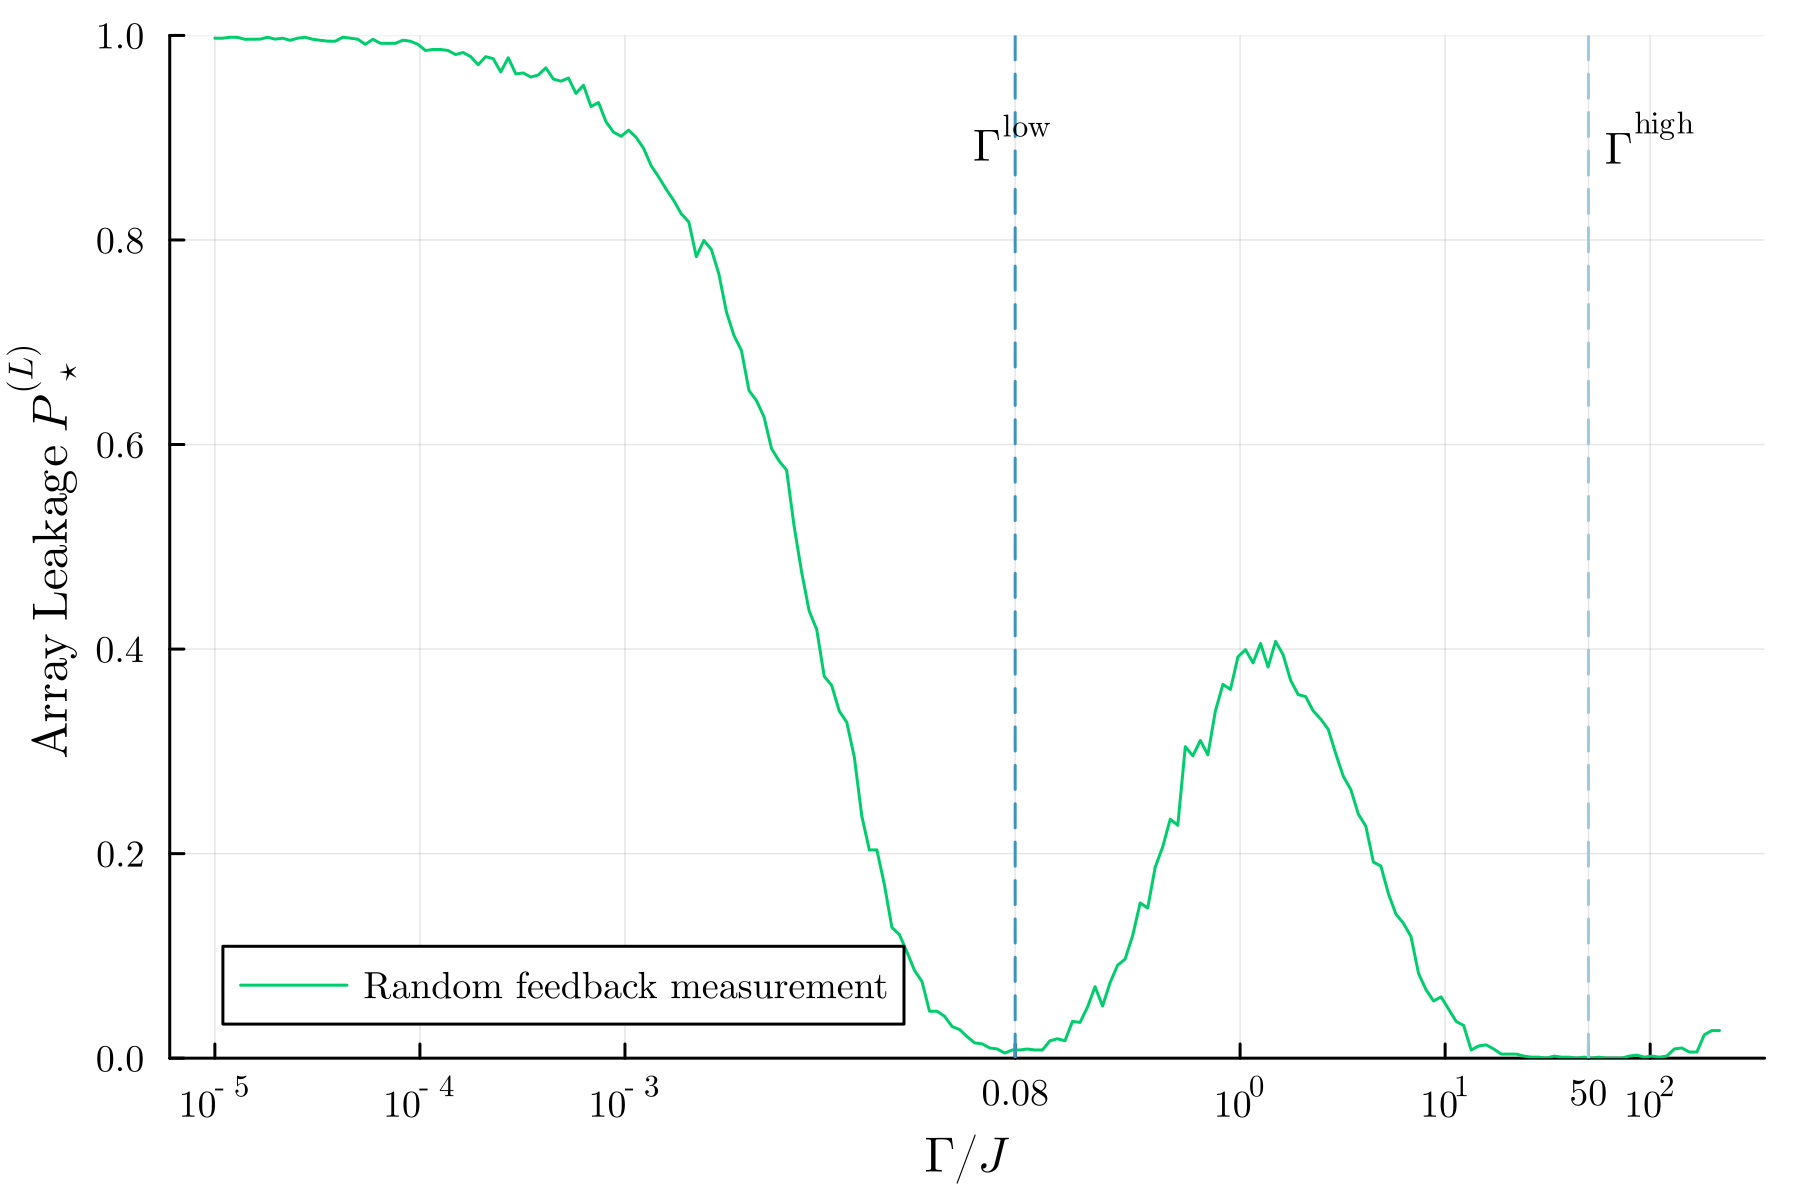 Array Leakage P⋆^(L)
1.0
0.8
0.6
0.4
0.2
0.0
Γ^low
Γ^high
Random feedback measurement
10^-5
10^-4
10^-3
0.08
10^0
10^1
50
10^2
Γ/J